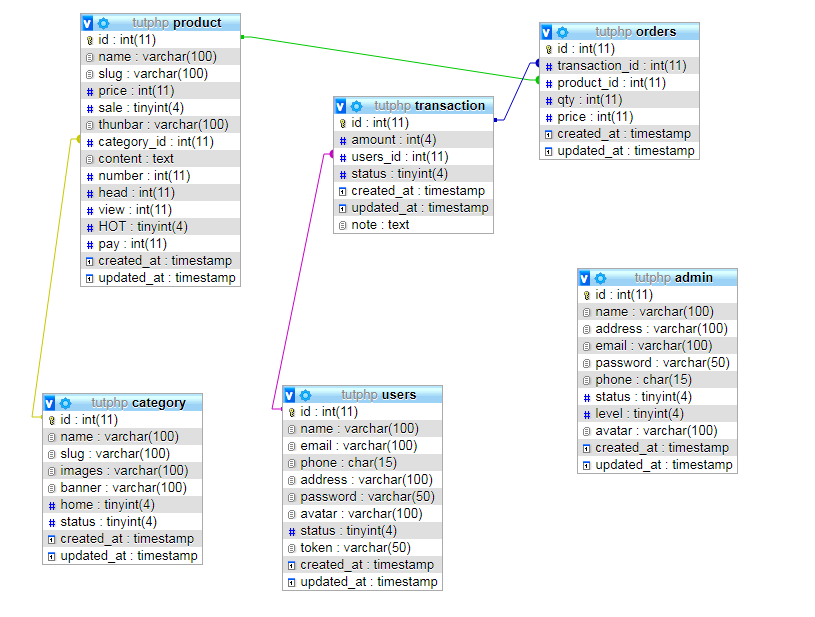 tutphp product
id : int(11)
name : varchar(100)
slug : varchar(100)
price : int(11)
sale : tinyint(4)
thunbar : varchar(100)
category_id : int(11)
content : text
number : int(11)
head : int(11)
view : int(11)
HOT : tinyint(4)
pay : int(11)
created_at : timestamp
updated_at : timestamp
tutphp transaction
id : int(11)
amount : int(4)
users_id : int(11)
status : tinyint(4)
created_at : timestamp
updated_at : timestamp
note : text
tutphp orders
id : int(11)
transaction_id : int(11)
product_id : int(11)
qty : int(11)
price : int(11)
created_at : timestamp
updated_at : timestamp
tutphp admin
id : int(11)
name : varchar(100)
address : varchar(100)
email : varchar(100)
password : varchar(50)
phone : char(15)
status : tinyint(4)
level : tinyint(4)
avatar : varchar(100)
created_at : timestamp
updated_at : timestamp
tutphp category
id : int(11)
name : varchar(100)
slug : varchar(100)
images : varchar(100)
banner : varchar(100)
home : tinyint(4)
status : tinyint(4)
created_at : timestamp
updated_at : timestamp
tutphp users
id : int(11)
name : varchar(100)
email : varchar(100)
phone : char(15)
address : varchar(100)
password : varchar(50)
avatar : varchar(100)
status : tinyint(4)
token : varchar(50)
created_at : timestamp
updated_at : timestamp